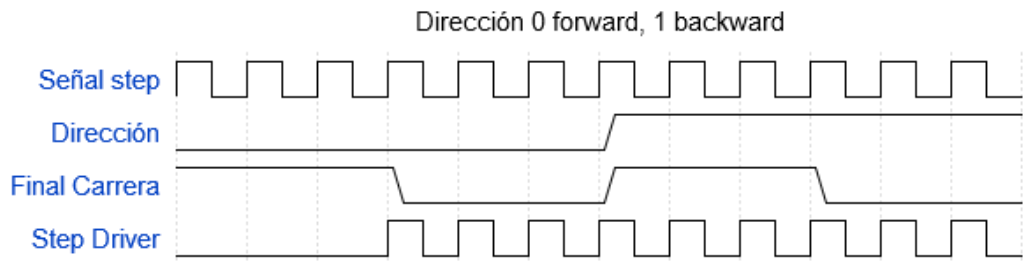 Dirección 0 forward, 1 backward
Señal step
Dirección
Final Carrera
Step Driver